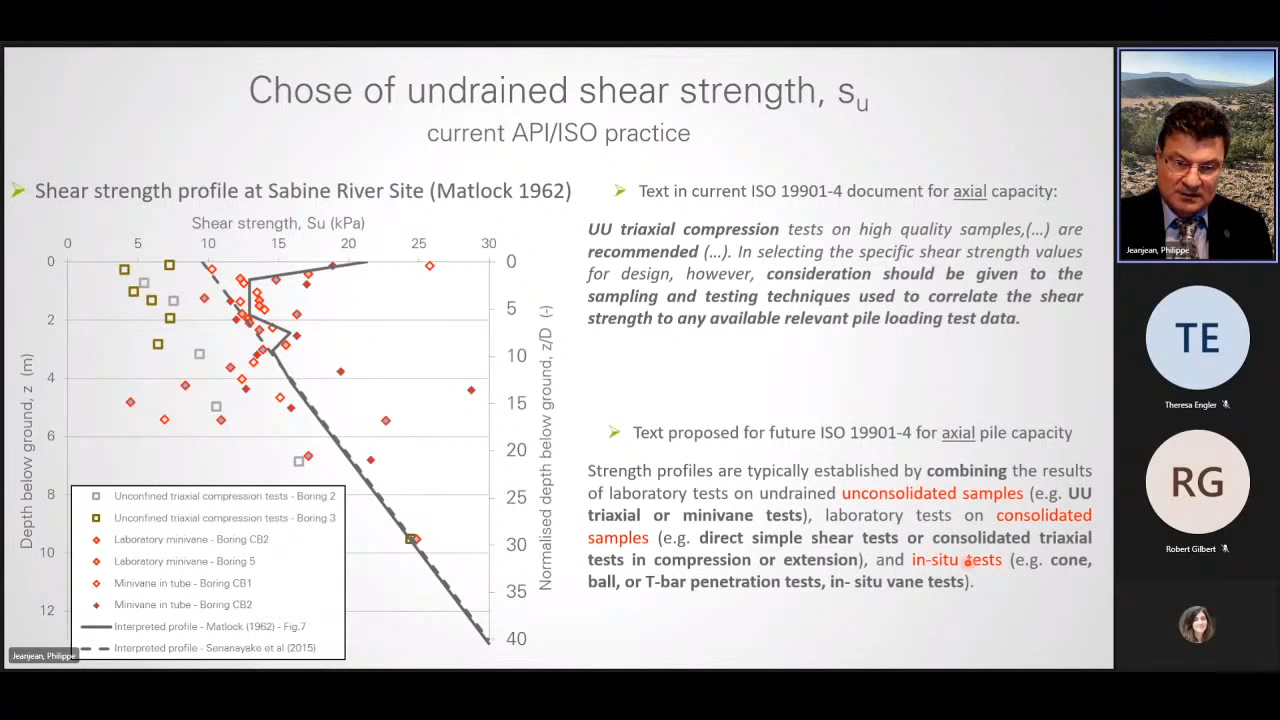 Chose of undrained shear strength, su
current API/ISO practice
Shear strength profile at Sabine River Site (Matlock 1962)
Shear strength, Su (kPa)
0 5 10 15 20 25 30
Depth below ground, z (m)
0
2
4
6
8
10
12
Normalised depth below ground, z/D (-)
0
5
10
15
20
25
30
35
40
Unconfined triaxial compression tests - Boring 2
Unconfined triaxial compression tests - Boring 3
Laboratory minivane - Boring CB2
Laboratory minivane - Boring 5
Minivane in tube - Boring CB1
Minivane in tube - Boring CB2
Interpreted profile - Matlock (1962) - Fig.7
Interpreted profile - Senanayake et al (2015)
Jeanjean, Philippe
Text in current ISO 19901-4 document for axial capacity:
UU triaxial compression tests on high quality samples,(...) are
recommended (...). In selecting the specific shear strength values
for design, however, consideration should be given to the
sampling and testing techniques used to correlate the shear
strength to any available relevant pile loading test data.
Text proposed for future ISO 19901-4 for axial pile capacity
Strength profiles are typically established by combining the results
of laboratory tests on undrained unconsolidated samples (e.g. UU
triaxial or minivane tests), laboratory tests on consolidated
samples (e.g. direct simple shear tests or consolidated triaxial
tests in compression or extension), and in-situ tests (e.g. cone,
ball, or T-bar penetration tests, in- situ vane tests).
Jeanjean, Philippe
TE
Theresa Engler
RG
Robert Gilbert